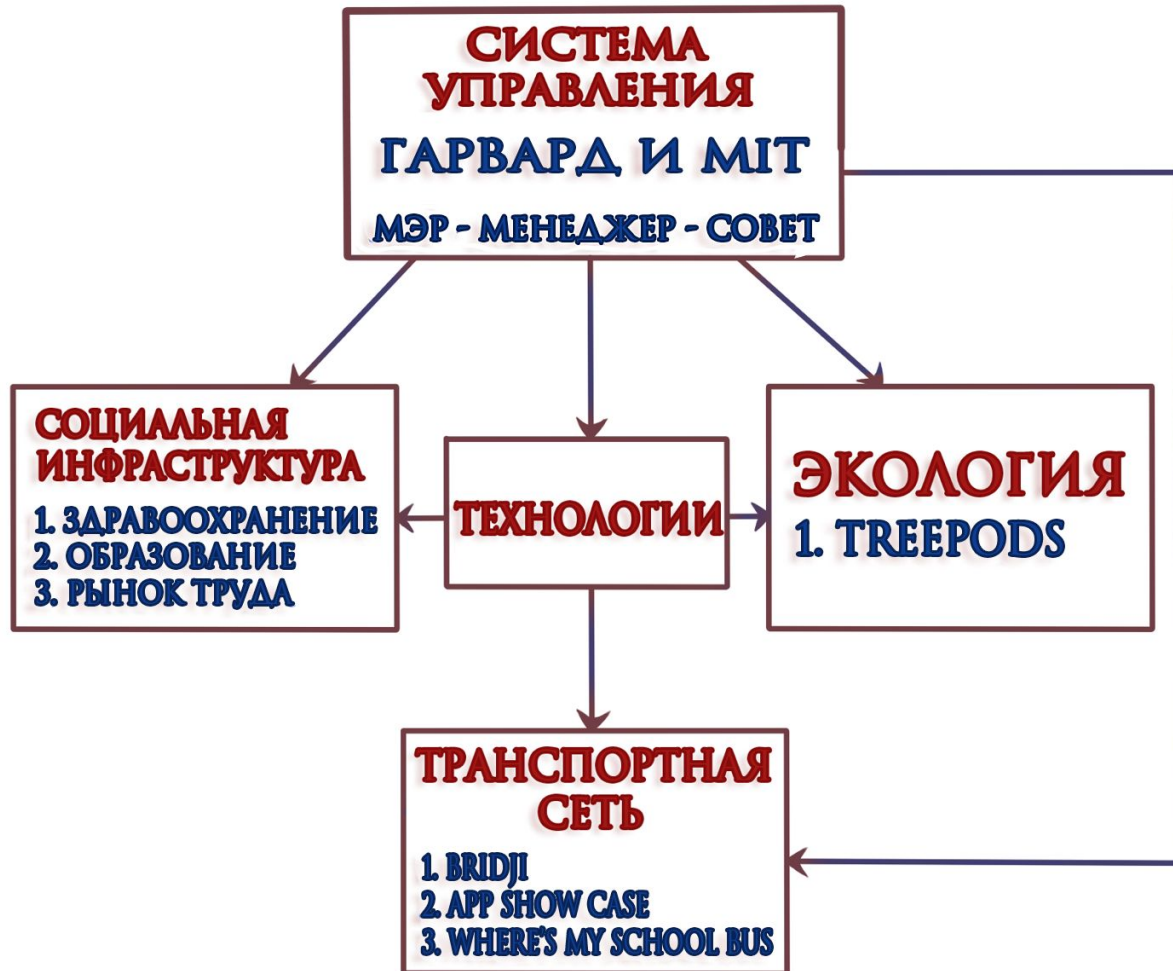 СИСТЕМА
УПРАВЛЕНИЯ
ГАРВАРД И MIT
МЭР - МЕНЕДЖЕР - СОВЕТ
СОЦИАЛЬНАЯ
ИНФРАСТРУКТУРА
1. ЗДРАВООХРАНЕНИЕ
2. ОБРАЗОВАНИЕ
3. РЫНОК ТРУДА
ТЕХНОЛОГИИ
ЭКОЛОГИЯ
1. TREEPODS
ТРАНСПОРТНАЯ
СЕТЬ
1. BRIDJI
2. APP SHOW CASE
3. WHERE'S MY SCHOOL BUS